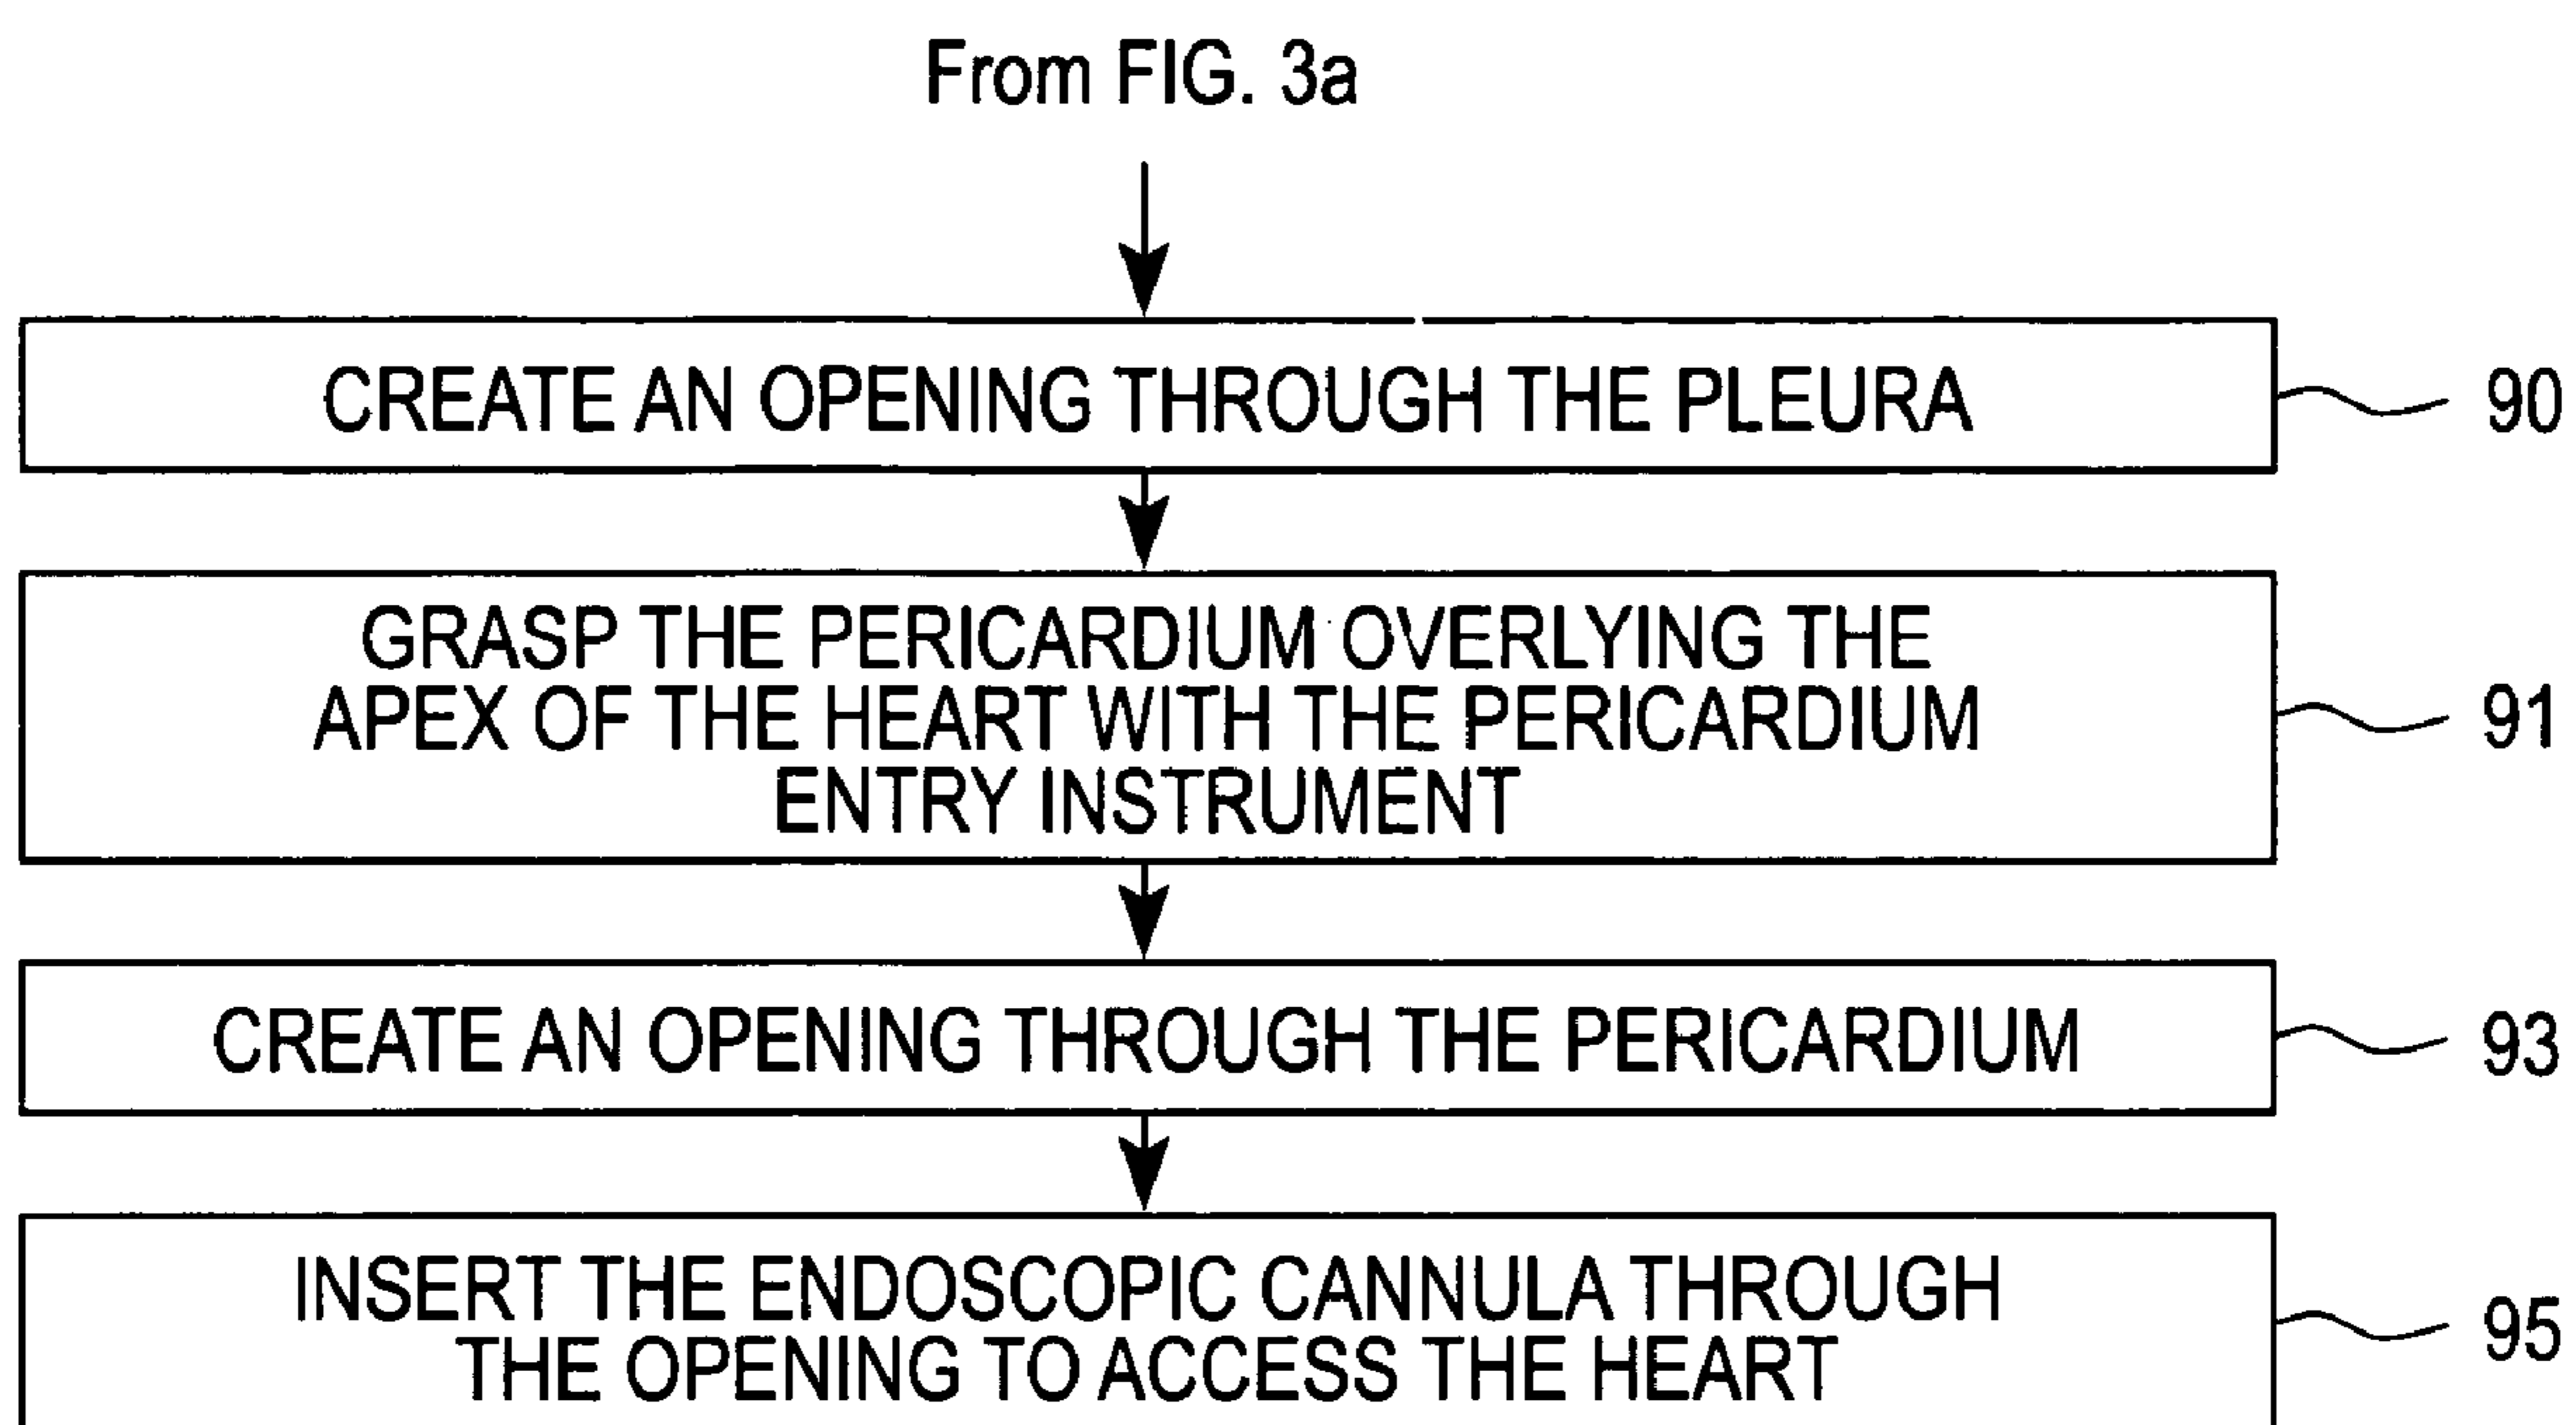 From FIG. 3a
CREATE AN OPENING THROUGH THE PLEURA
90
GRASP THE PERICARDIUM OVERLYING THE
APEX OF THE HEART WITH THE PERICARDIUM
ENTRY INSTRUMENT
91
CREATE AN OPENING THROUGH THE PERICARDIUM
93
INSERT THE ENDOSCOPIC CANNULA THROUGH
THE OPENING TO ACCESS THE HEART
95